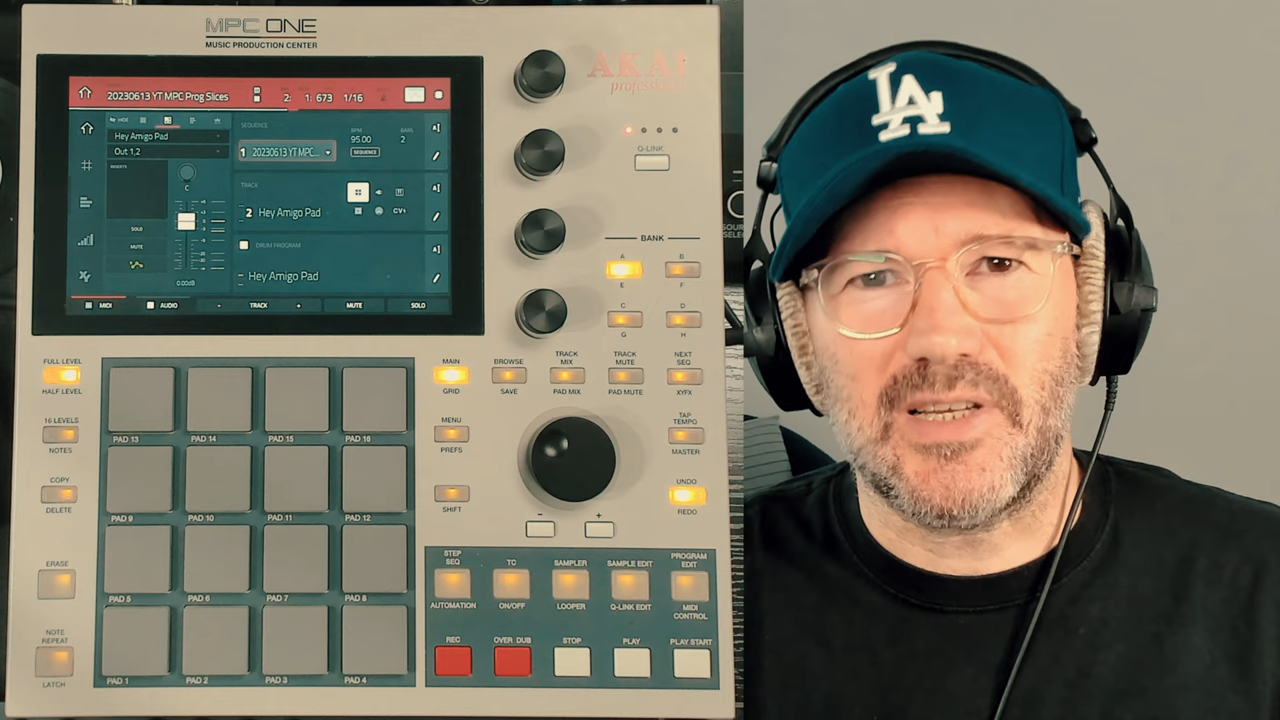 MPC ONE
MUSIC PRODUCTION CENTER
AKAI
professional
20230613 YT MPC Prog Slices
2: 1: 673 1/16
HIDE
Hey Amigo Pad
Out 1,2
INSERTS
C
SOLO
MUTE
0.00dB
SEQUENCE
1 20230613 YT MPC...
BPM
95.00
SEQUENCE
BARS
2
TRACK
2 Hey Amigo Pad
CV
DRUM PROGRAM
Hey Amigo Pad
MIDI
AUDIO
- TRACK +
MUTE
SOLO
Q-LINK
BANK
A
B
E
F
C
D
G
H
FULL LEVEL
HALF LEVEL
16 LEVELS
NOTES
COPY
DELETE
ERASE
NOTE
REPEAT
LATCH
PAD 13
PAD 14
PAD 15
PAD 16
PAD 9
PAD 10
PAD 11
PAD 12
PAD 5
PAD 6
PAD 7
PAD 8
PAD 1
PAD 2
PAD 3
PAD 4
MAIN
GRID
BROWSE
SAVE
TRACK
MIX
PAD MIX
TRACK
MUTE
PAD MUTE
NEXT
SEQ
XYFX
MENU
PREFS
TAP
TEMPO
MASTER
SHIFT
UNDO
REDO
- +
STEP
SEQ
AUTOMATION
TC
ON/OFF
SAMPLER
LOOPER
SAMPLE EDIT
Q-LINK EDIT
PROGRAM
EDIT
MIDI
CONTROL
REC
OVER DUB
STOP
PLAY
PLAY START
LA